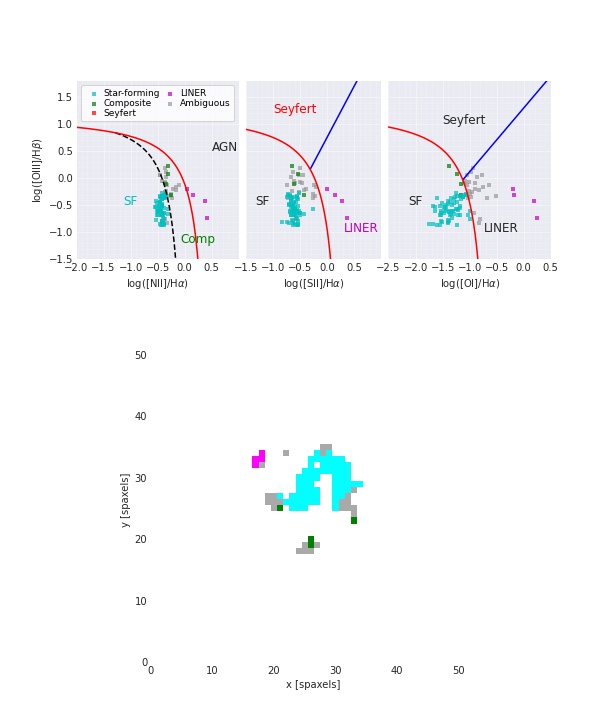 Star-forming
Composite
Seyfert
LINER
Ambiguous
AGN
SF
Comp
Seyfert
SF
LINER
Seyfert
SF
LINER
1.5
1.0
0.5
0.0
−0.5
−1.0
−1.5
log([OIII]/Hβ)
−2.0 −1.5 −1.0 −0.5 0.0 0.5
log([NII]/Hα)
−1.5 −1.0 −0.5 0.0 0.5
log([SII]/Hα)
−2.5 −2.0 −1.5 −1.0 −0.5 0.0 0.5
log([OI]/Hα)
50
40
30
20
10
0
y [spaxels]
0 10 20 30 40 50
x [spaxels]